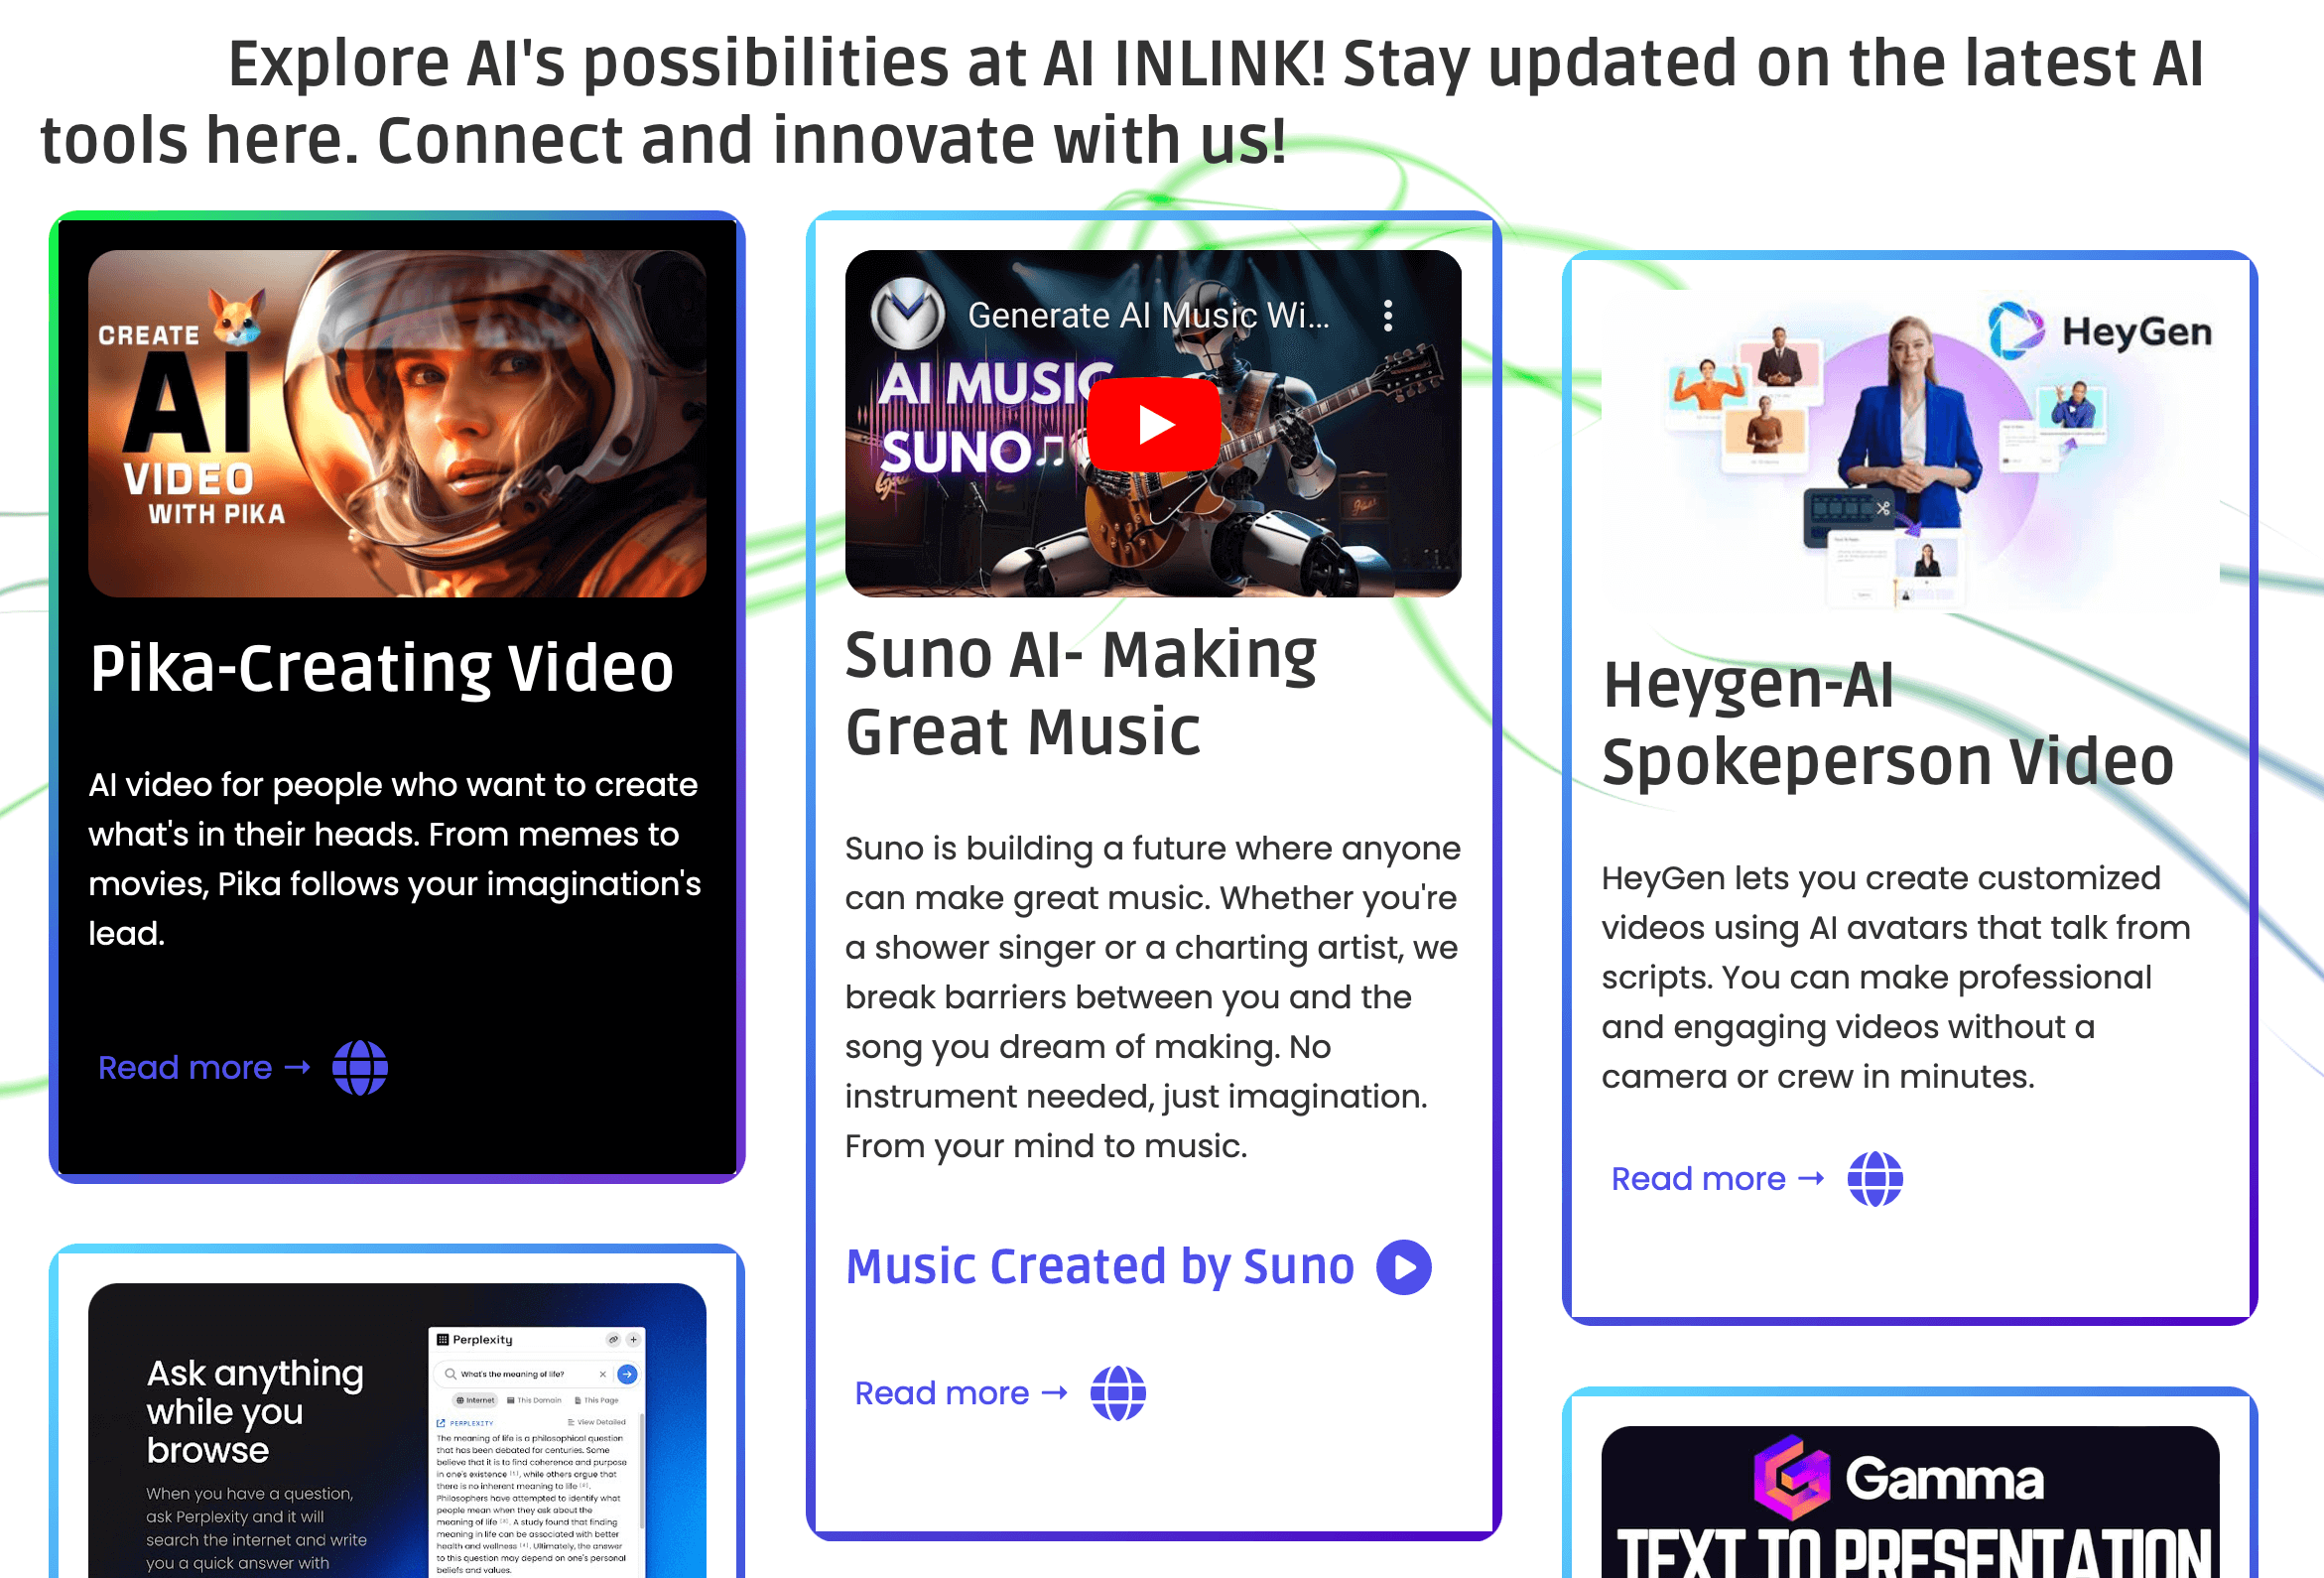 Explore AI's possibilities at AI INLINK! Stay updated on the latest AI
tools here. Connect and innovate with us!
CREATE
AI
VIDEO
WITH PIKA
Pika-Creating Video
AI video for people who want to create
what's in their heads. From memes to
movies, Pika follows your imagination's
lead.
Read more →
Generate AI Music Wi...
AI MUSIC
SUNO
Suno AI- Making
Great Music
Suno is building a future where anyone
can make great music. Whether you're
a shower singer or a charting artist, we
break barriers between you and the
song you dream of making. No
instrument needed, just imagination.
From your mind to music.
Music Created by Suno
Read more →
HeyGen
Heygen-AI
Spokeperson Video
HeyGen lets you create customized
videos using AI avatars that talk from
scripts. You can make professional
and engaging videos without a
camera or crew in minutes.
Read more →
Ask anything
while you
browse
When you have a question,
ask Perplexity and it will
search the internet and write
you a quick answer with
Perplexity
What's the meaning of life?
Internet This Domain This Page
PERPLEXITY View Detailed
The meaning of life is a philosophical question
that has been debated for centuries. Some
believe that it is to find coherence and purpose
in one's existence [1], while others argue that
there is no inherent meaning to life [2].
Philosophers have attempted to identify what
people mean when they ask about the
meaning of life [3]. A study found that finding
meaning in life can be associated with better
health and wellness [4]. Ultimately, the answer
to this question may depend on one's personal
beliefs and values.
Gamma
TEXT TO PRESENTATION